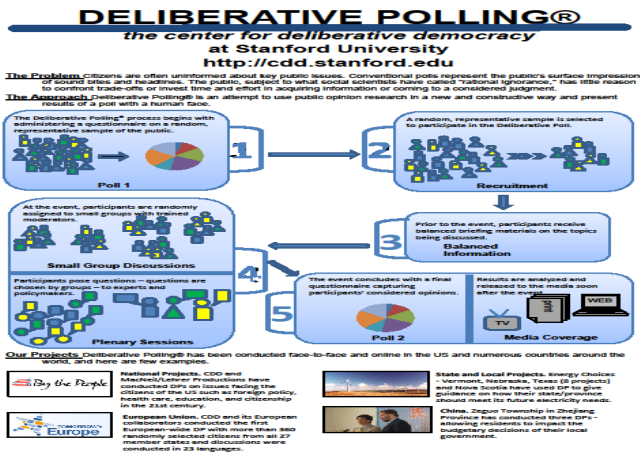 DELIBERATIVE POLLING®
the center for deliberative democracy
at Stanford University
http://cdd.stanford.edu
The Problem Citizens are often uninformed about key public issues. Conventional polls represent the public's surface impression
of sound bites and headlines. The public, subject to what social scientists have called "rational ignorance," has little reason
to confront trade-offs or invest time and effort in acquiring information or coming to a considered judgment.
The Approach Deliberative Polling® is an attempt to use public opinion research in a new and constructive way and present
results of a poll with a human face.
The Deliberative Polling® process begins with
administering a questionnaire on a random,
representative sample of the public.
Poll 1
1
2
A random, representative sample is selected
to participate in the Deliberative Poll.
Recruitment
3
Prior to the event, participants receive
balanced briefing materials on the topics
being discussed.
Balanced
Information
At the event, participants are randomly
assigned to small groups with trained
moderators.
Small Group Discussions
4
Participants pose questions – questions are
chosen by groups – to experts and
policymakers.
Plenary Sessions
5
The event concludes with a final
questionnaire capturing
participants' considered opinions.
Poll 2
Results are analyzed and
released to the media soon
after the event.
TV
print
WEB
Media Coverage
Our Projects Deliberative Polling® has been conducted face-to-face and online in the US and numerous countries around the
world, and here are few examples.
By the People
National Projects. CDD and
MacNeil/Lehrer Productions have
conducted DPs on issues facing the
citizens of the US such as foreign policy,
health care, education, and citizenship
in the 21st century.
Europe
European Union. CDD and its European
collaborators conducted the first
European-wide DP with more than 360
randomly selected citizens from all 27
member states and discussions were
conducted in 23 languages.
State and Local Projects. Energy Choices
- Vermont, Nebraska, Texas (8 projects)
and Nova Scotia have used DP to give
guidance on how their state/province
should meet its future electricity needs.
China. Zeguo Township in Zhejiang
Province has conducted three DPs -
allowing residents to impact the
budgetary decisions of their local
government.